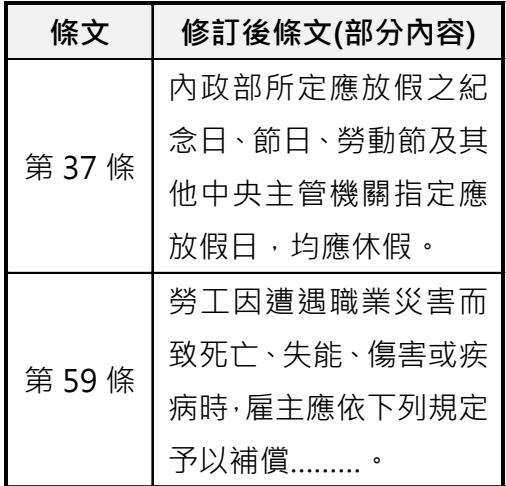 條文 修訂後條文(部分內容)
第 37 條
內政部所定應放假之紀
念日、節日、勞動節及其
他中央主管機關指定應
放假日，均應休假。
第 59 條
勞工因遭遇職業災害而
致死亡、失能、傷害或疾
病時，雇主應依下列規定
予以補償.........。